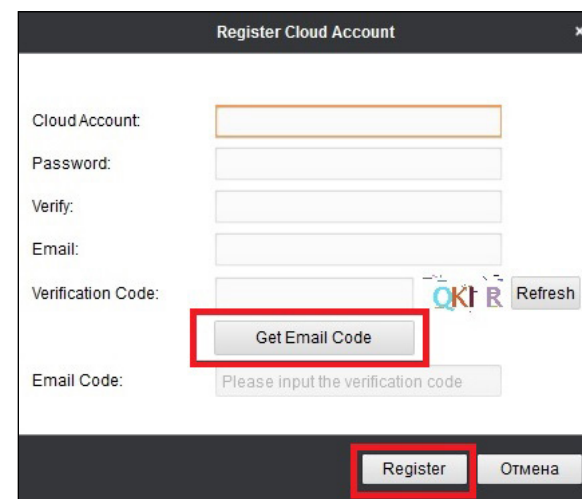 Register Cloud Account
Cloud Account:
Password:
Verify:
Email:
Verification Code:
Refresh
Get Email Code
Email Code: Please input the verification code
Register Отмена